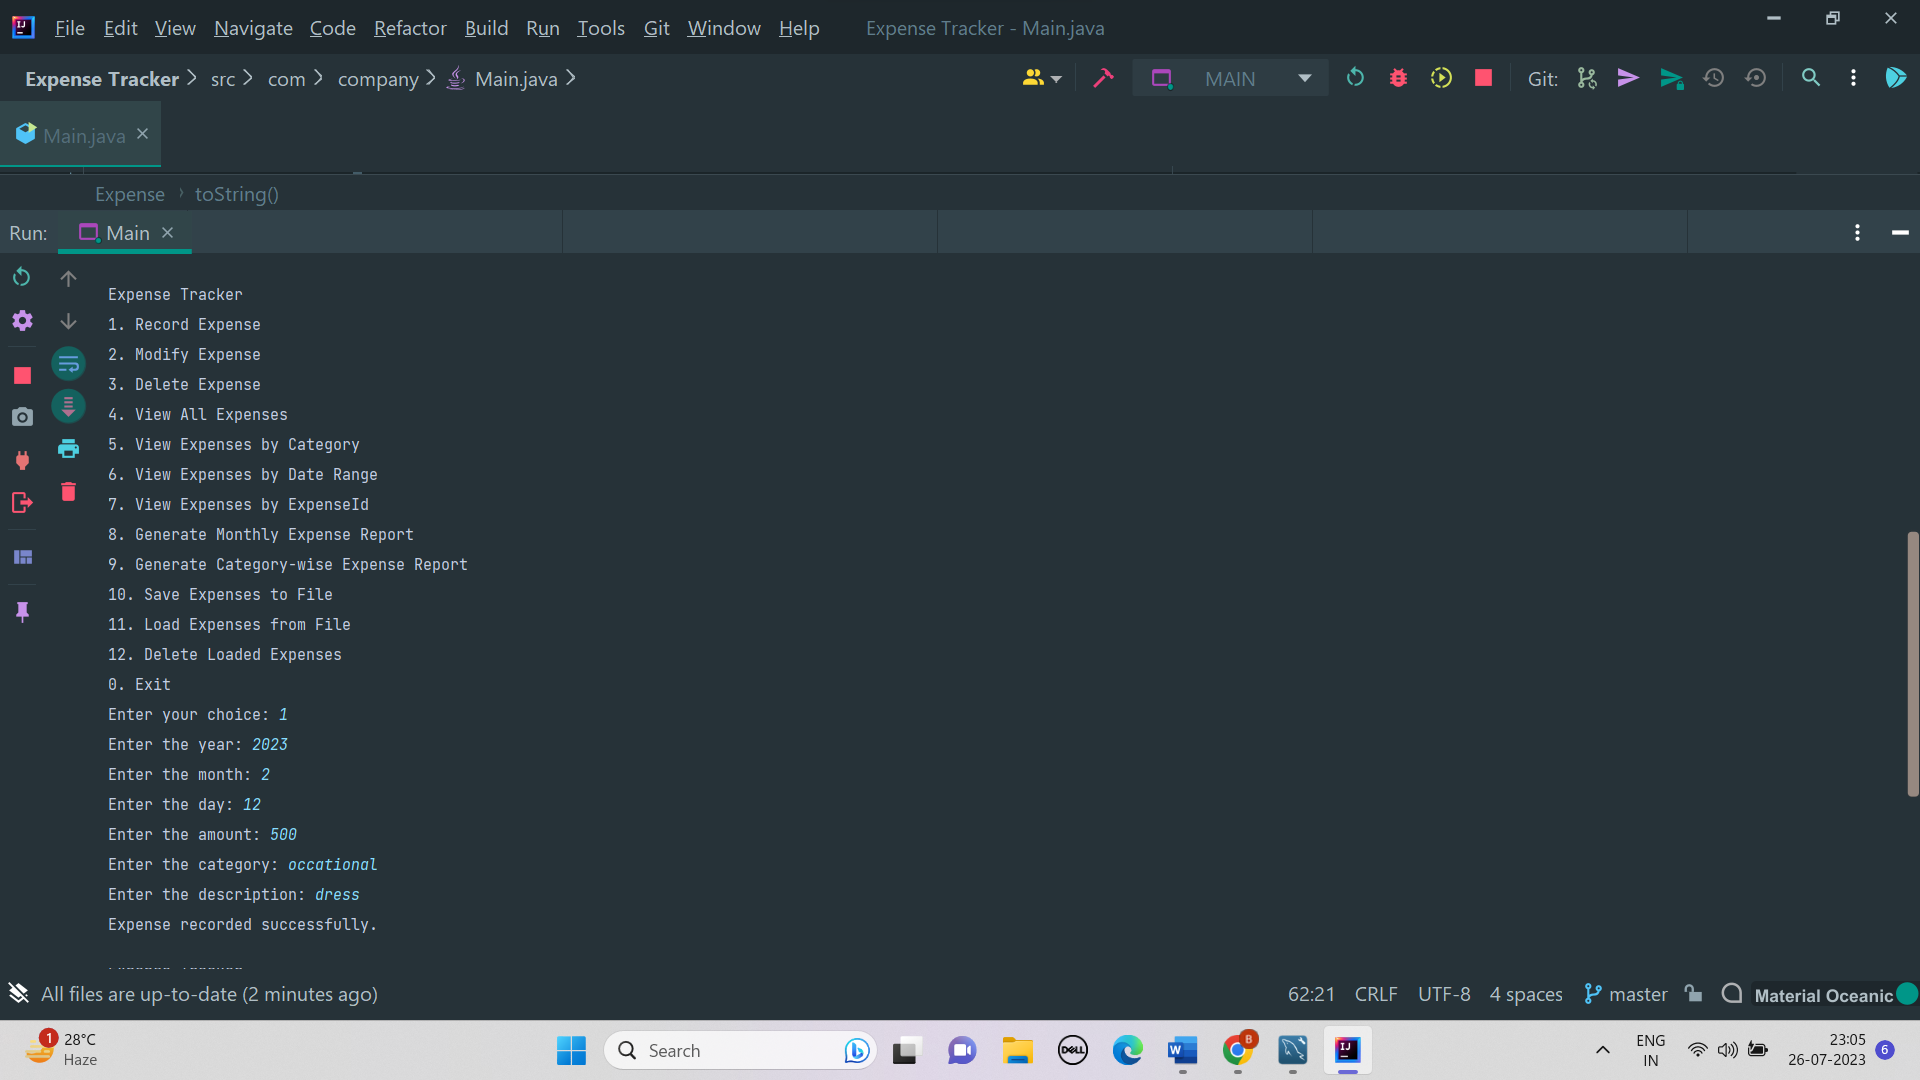 File Edit View Navigate Code Refactor Build Run Tools Git Window Help Expense Tracker - Main.java
Expense Tracker src com company Main.java MAIN Git:
Main.java
Expense toString()
Run: Main
Expense Tracker
1. Record Expense
2. Modify Expense
3. Delete Expense
4. View All Expenses
5. View Expenses by Category
6. View Expenses by Date Range
7. View Expenses by ExpenseId
8. Generate Monthly Expense Report
9. Generate Category-wise Expense Report
10. Save Expenses to File
11. Load Expenses from File
12. Delete Loaded Expenses
0. Exit
Enter your choice: 1
Enter the year: 2023
Enter the month: 2
Enter the day: 12
Enter the amount: 500
Enter the category: occational
Enter the description: dress
Expense recorded successfully.
All files are up-to-date (2 minutes ago) 62:21 CRLF UTF-8 4 spaces master Material Oceanic
1 28°C Haze Search DELL W B IJ ENG IN 23:05 26-07-2023 6